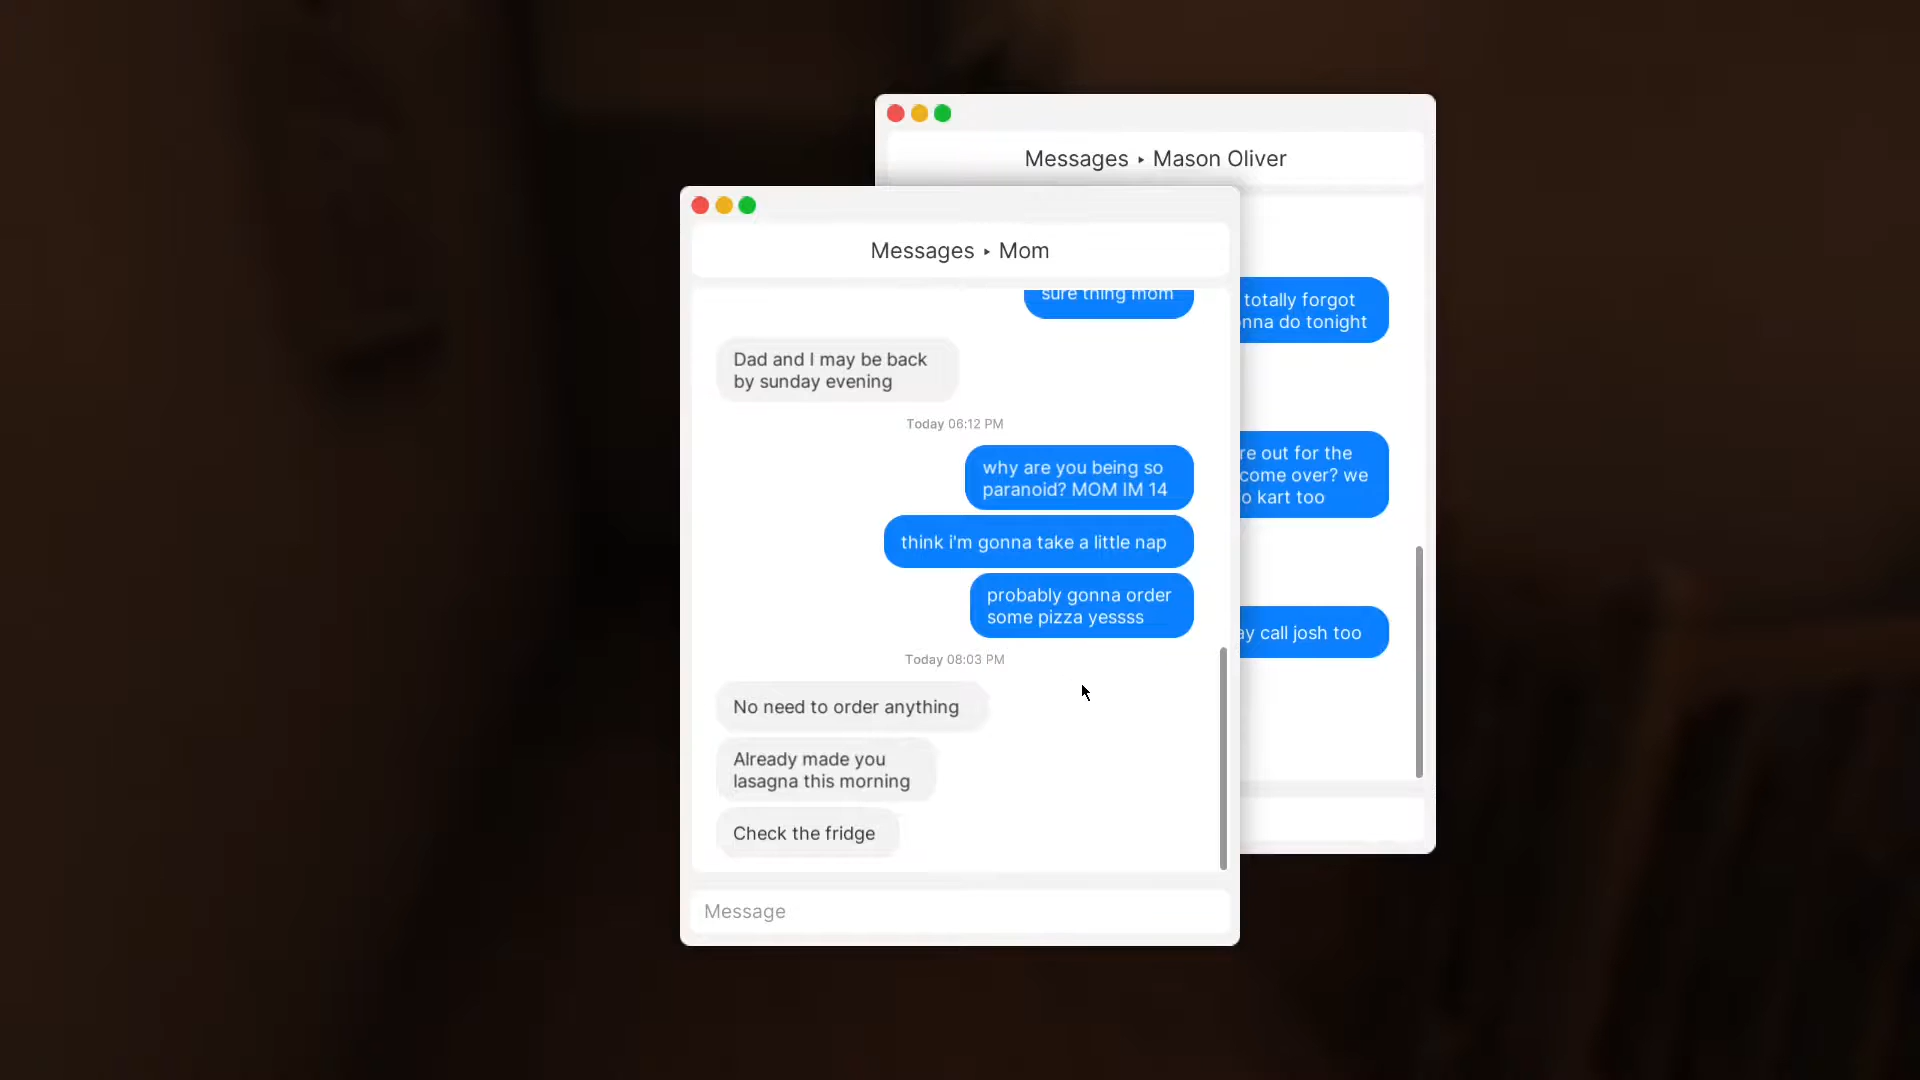 Messages ‣ Mason Oliver
totally forgot
do tonight
out for the
come over? we
kart too
call josh too
Messages ‣ Mom
sure thing mom
Dad and I may be back
by sunday evening
Today 06:12 PM
why are you being so
paranoid? MOM IM 14
think i'm gonna take a little nap
probably gonna order
some pizza yessss
Today 08:03 PM
No need to order anything
Already made you
lasagna this morning
Check the fridge
Message